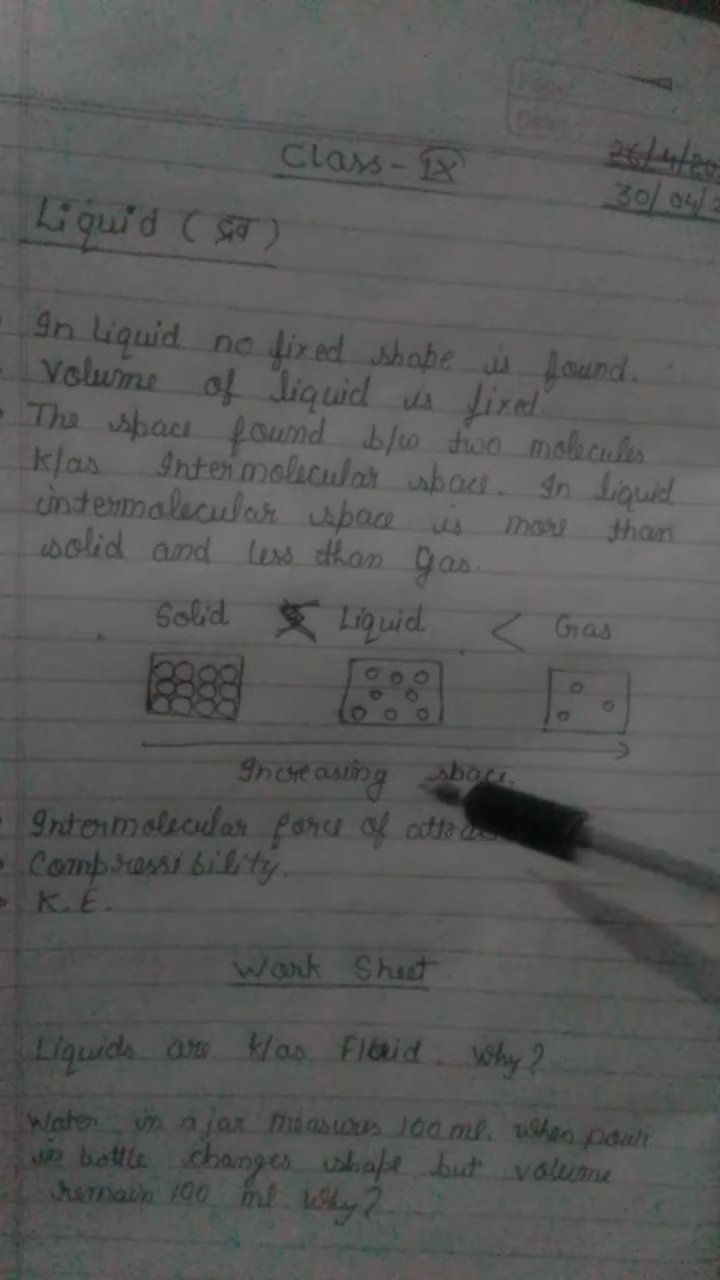 Class - IX
26/4/20
30/04/
Liquid (द्रव)
In Liquid no fixed shape is found.
Volume of liquid is fixed
The space found b/w two molecules
K/as Intermolecular space. In liquid
intermolecular space is more than
solid and less than gas.
Solid < Liquid < Gas
Increasing space.
Intermolecular force of
Compressibility.
K.E.
Work Sheet
Liquids are k/as Fluid. Why?
Water in a jar measures 100 ml. when pour
in bottle changes shape but volume
remain 100 ml. Why?